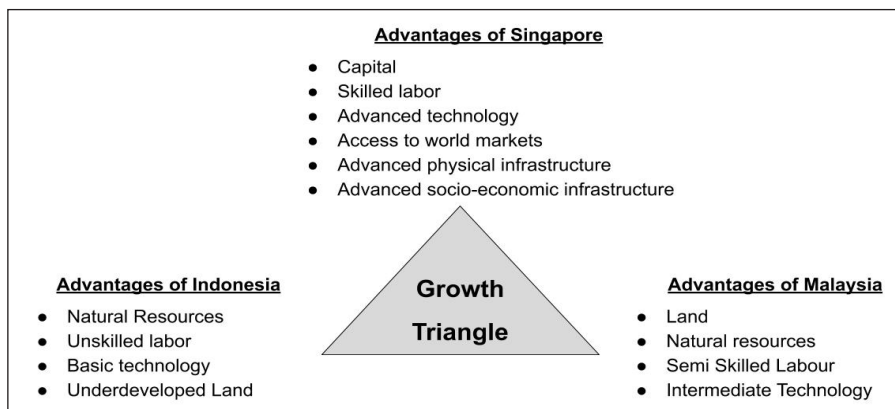 Advantages of Singapore
● Capital
● Skilled labor
● Advanced technology
● Access to world markets
● Advanced physical infrastructure
● Advanced socio-economic infrastructure
Growth
Triangle
Advantages of Indonesia
● Natural Resources
● Unskilled labor
● Basic technology
● Underdeveloped Land
Advantages of Malaysia
● Land
● Natural resources
● Semi Skilled Labour
● Intermediate Technology